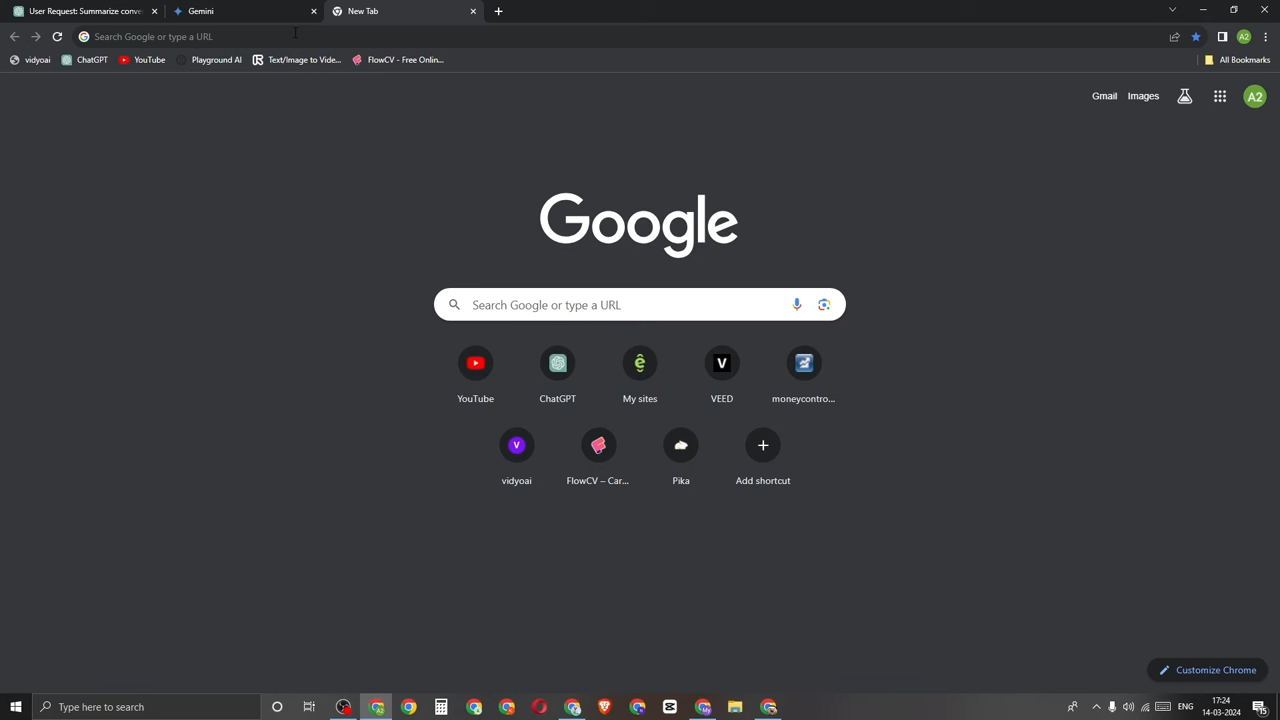 User Request: Summarize conve
Gemini
New Tab
Search Google or type a URL
A2
vidyoai
ChatGPT
YouTube
Playground AI
Text/Image to Vide...
FlowCV - Free Onlin...
All Bookmarks
Gmail
Images
A2
Google
Search Google or type a URL
YouTube
ChatGPT
My sites
VEED
moneycontro...
vidyoai
FlowCV – Car...
Pika
Add shortcut
Customize Chrome
Type here to search
ENG
17:24
14-03-2024